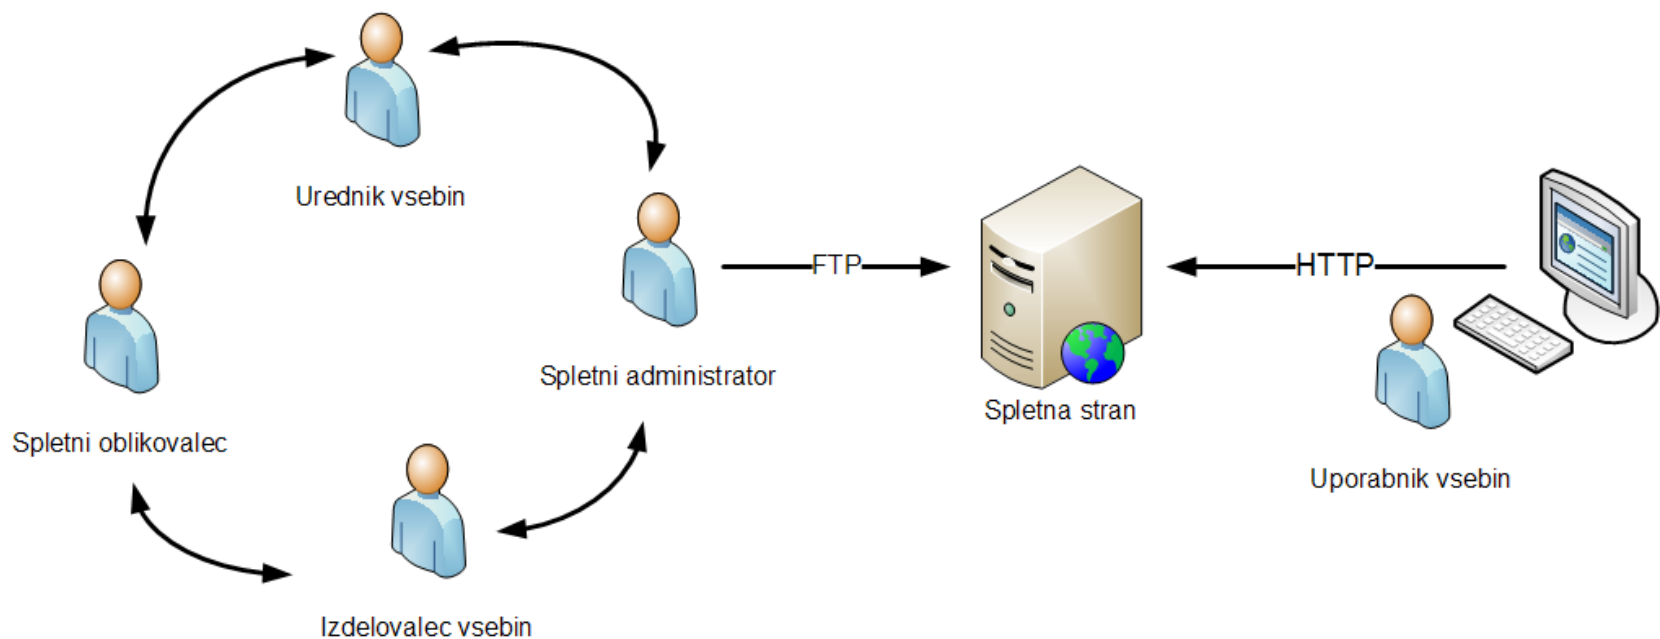 Urednik vsebin
FTP
HTTP
Spletni administrator
Spletna stran
Spletni oblikovalec
Uporabnik vsebin
Izdelovalec vsebin